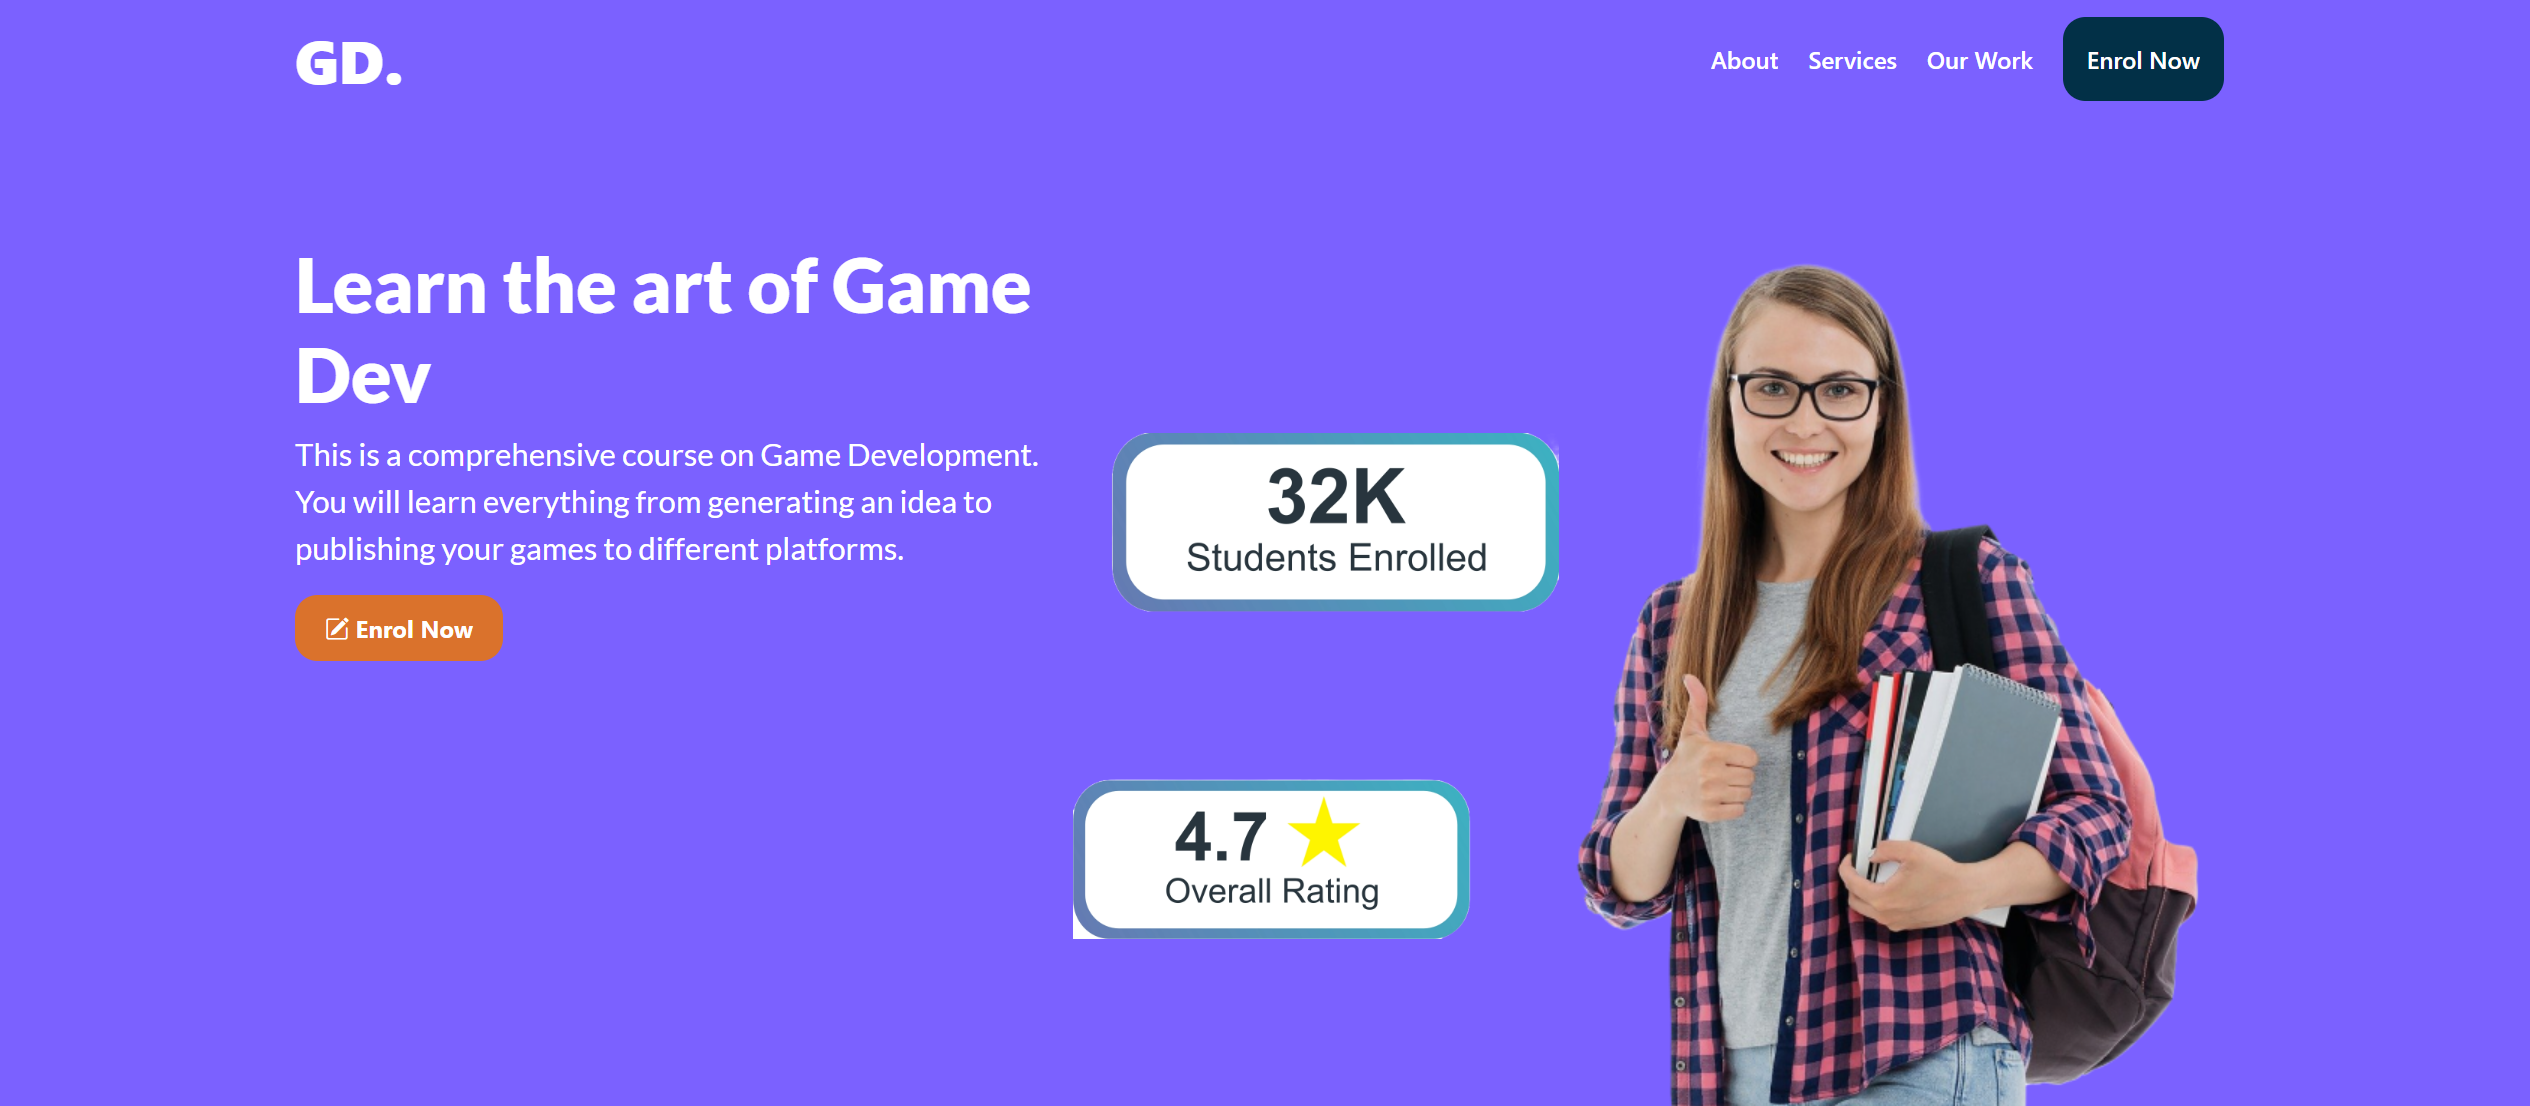 GD.
About
Services
Our Work
Enrol Now
Learn the art of Game
Dev
This is a comprehensive course on Game Development.
You will learn everything from generating an idea to
publishing your games to different platforms.
Enrol Now
32K
Students Enrolled
4.7
Overall Rating